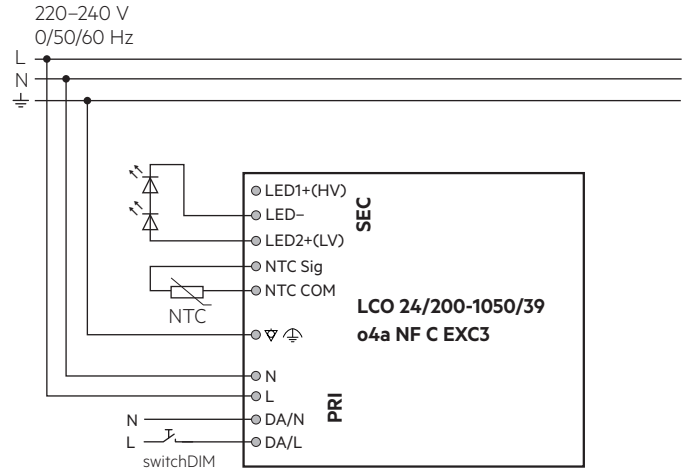 220–240 V
0/50/60 Hz
L
N
LED1+(HV)
LED–
LED2+(LV)
NTC Sig
NTC COM
NTC
SEC
LCO 24/200-1050/39
o4a NF C EXC3
N
L
PRI
N DA/N
L DA/L
switchDIM